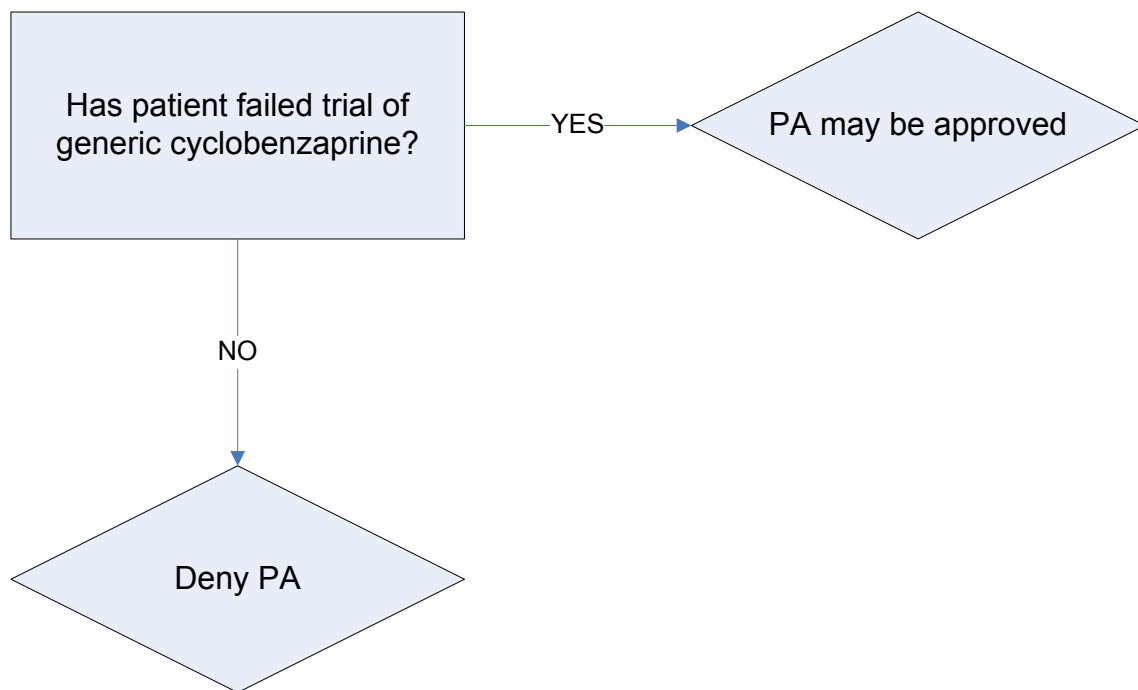 Has patient failed trial of
generic cyclobenzaprine?
YES
PA may be approved
NO
Deny PA